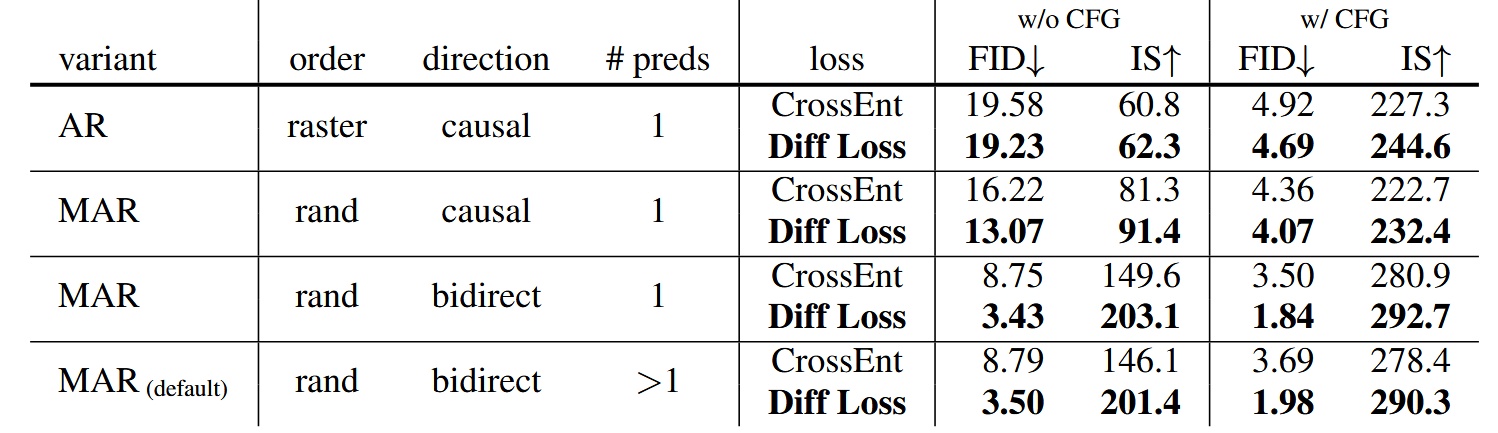 w/o CFG w/ CFG
variant order direction # preds loss FID↓ IS↑ FID↓ IS↑
CrossEnt 19.58 60.8 4.92 227.3
AR raster causal 1
Diff Loss 19.23 62.3 4.69 244.6
CrossEnt 16.22 81.3 4.36 222.7
MAR rand causal 1
Diff Loss 13.07 91.4 4.07 232.4
CrossEnt 8.75 149.6 3.50 280.9
MAR rand bidirect 1
Diff Loss 3.43 203.1 1.84 292.7
CrossEnt 8.79 146.1 3.69 278.4
MAR (default) rand bidirect >1
Diff Loss 3.50 201.4 1.98 290.3